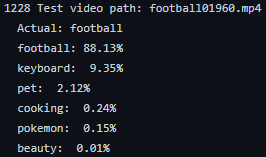 1228 Test video path: football01960.mp4
Actual: football
football: 88.13%
keyboard:  9.35%
pet:  2.12%
cooking:  0.24%
pokemon:  0.15%
beauty:  0.01%